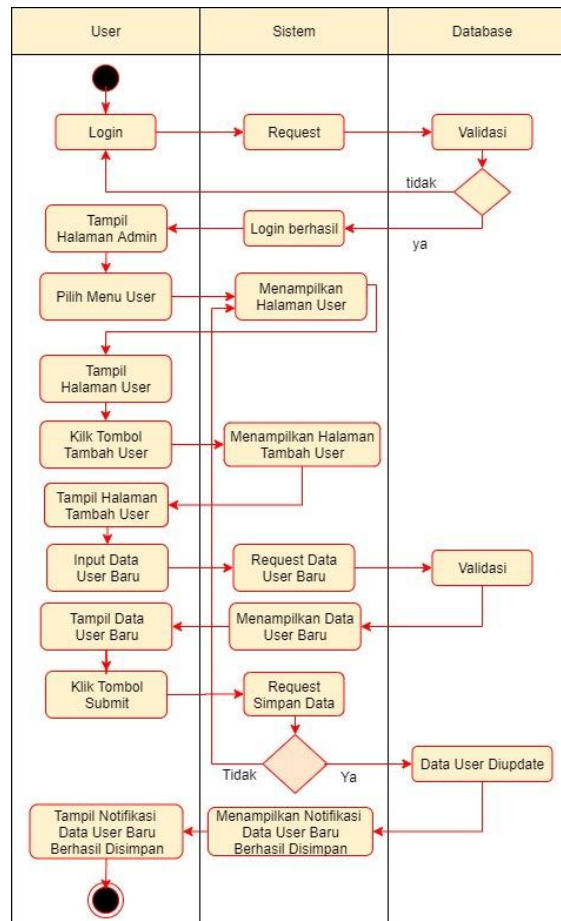 User
Sistem
Database
Login
Request
Validasi
tidak
Tampil
Halaman Admin
Login berhasil
ya
Pilih Menu User
Menampilkan
Halaman User
Tampil
Halaman User
Kilk Tombol
Tambah User
Menampilkan Halaman
Tambah User
Tampil Halaman
Tambah User
Input Data
User Baru
Request Data
User Baru
Validasi
Tampil Data
User Baru
Menampilkan Data
User Baru
Klik Tombol
Submit
Request
Simpan Data
Tidak
Ya
Data User Diupdate
Tampil Notifikasi
Data User Baru
Berhasil Disimpan
Menampilkan Notifikasi
Data User Baru
Berhasil Disimpan